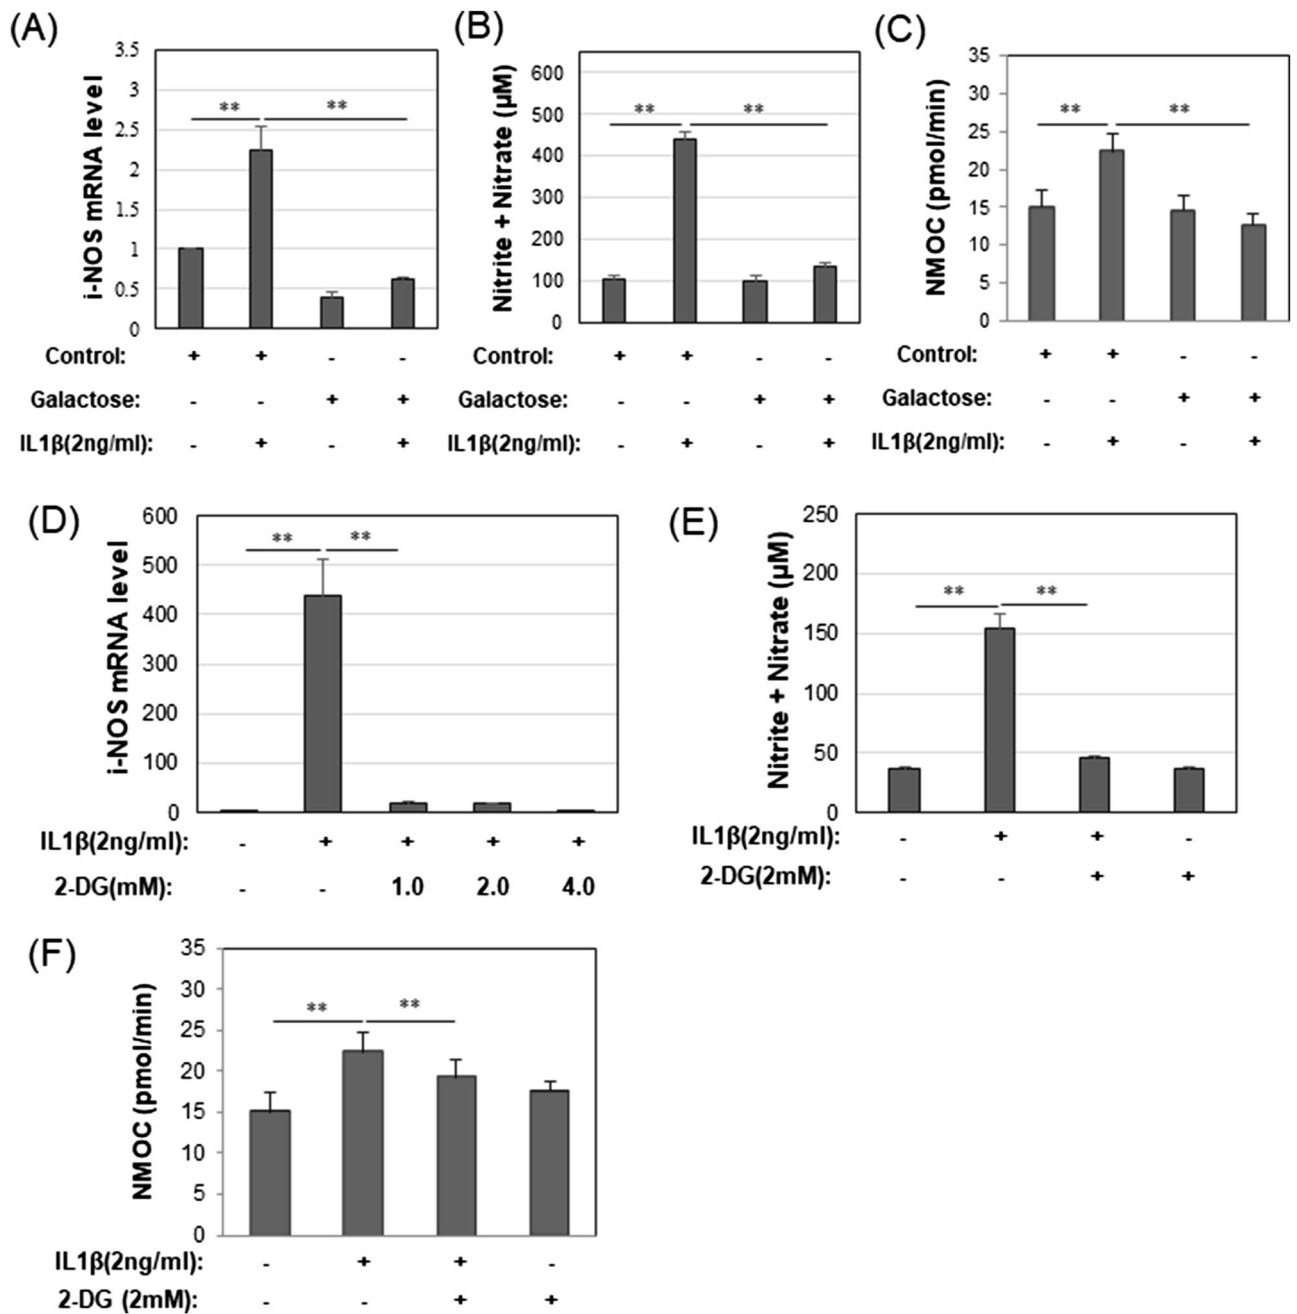 (A)
i-NOS mRNA level
3.5
3
2.5
2
1.5
1
0.5
0
** **
Control: + + - -
Galactose: - - + +
IL1β(2ng/ml): - + - +
(B)
Nitrite + Nitrate (µM)
600
500
400
300
200
100
0
** **
Control: + + - -
Galactose: - - + +
IL1β(2ng/ml): - + - +
(C)
NMOC (pmol/min)
35
30
25
20
15
10
5
0
** **
Control: + + - -
Galactose: - - + +
IL1β(2ng/ml): - + - +
(D)
i-NOS mRNA level
600
500
400
300
200
100
0
** **
IL1β(2ng/ml): - + + + +
2-DG(mM): - - 1.0 2.0 4.0
(E)
Nitrite + Nitrate (µM)
250
200
150
100
50
0
** **
IL1β(2ng/ml): - + + -
2-DG(2mM): - - + +
(F)
NMOC (pmol/min)
35
30
25
20
15
10
5
0
** **
IL1β(2ng/ml): - + + -
2-DG (2mM): - - + +